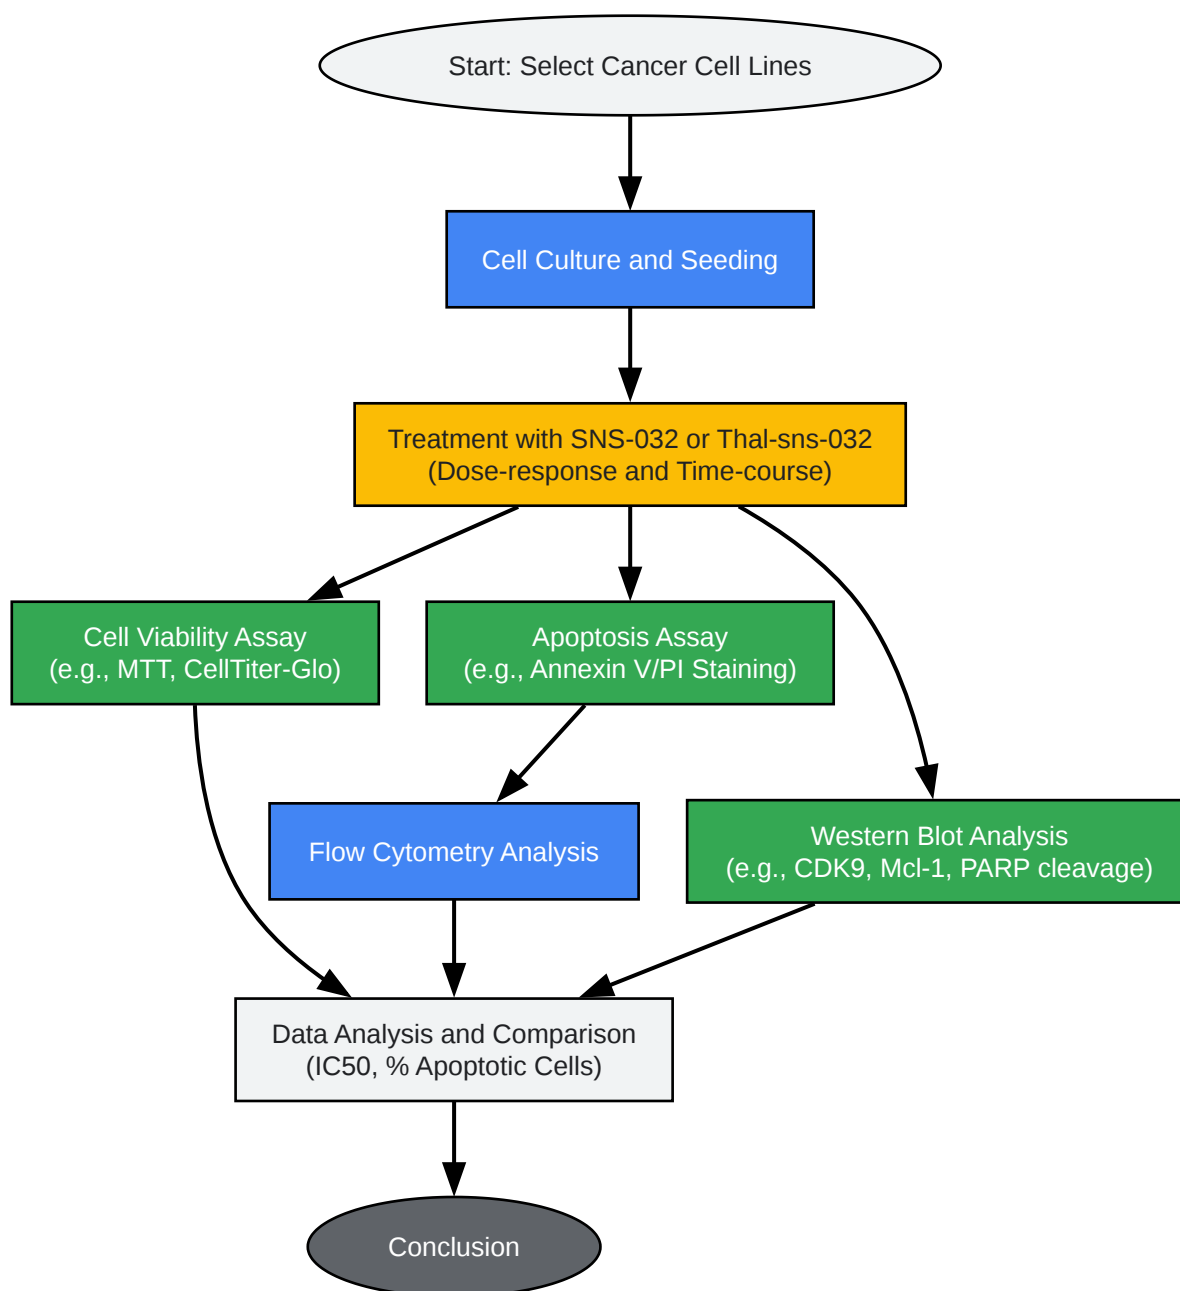 Start: Select Cancer Cell Lines
Cell Culture and Seeding
Treatment with SNS-032 or Thal-sns-032
(Dose-response and Time-course)
Cell Viability Assay
(e.g., MTT, CellTiter-Glo)
Apoptosis Assay
(e.g., Annexin V/PI Staining)
Flow Cytometry Analysis
Western Blot Analysis
(e.g., CDK9, Mcl-1, PARP cleavage)
Data Analysis and Comparison
(IC50, % Apoptotic Cells)
Conclusion